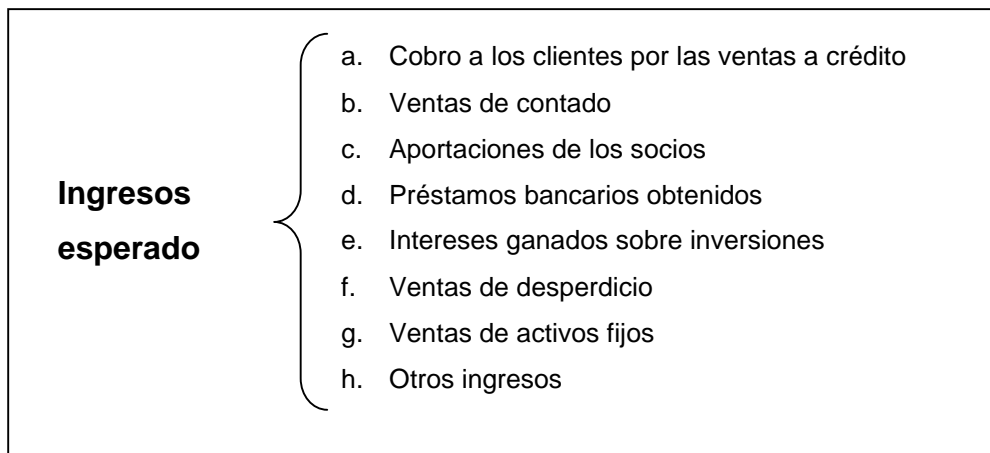 Ingresos
esperado
a. Cobro a los clientes por las ventas a crédito
b. Ventas de contado
c. Aportaciones de los socios
d. Préstamos bancarios obtenidos
e. Intereses ganados sobre inversiones
f. Ventas de desperdicio
g. Ventas de activos fijos
h. Otros ingresos